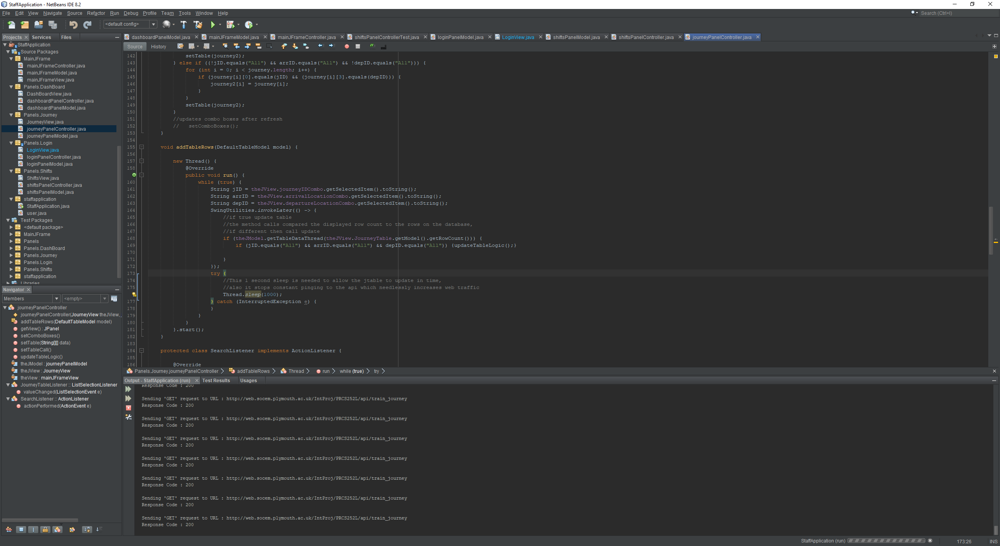 StaffApplication - NetBeans IDE 8.2
File Edit View Navigate Source Refactor Run Debug Profile Team Tools Window Help
Search (Ctrl+I)
<default config>
Projects Services Files
StaffApplication
Source Packages
MainJFrame
mainJFrameController.java
mainJFrameModel.java
mainJFrameView.java
Panels.DashBoard
DashBoardView.java
dashboardPanelController.java
dashboardPanelModel.java
Panels.Journey
JourneyView.java
journeyPanelController.java
journeyPanelModel.java
Panels.Login
LoginView.java
loginPanelController.java
loginPanelModel.java
Panels.Shifts
ShiftsView.java
shiftsPanelController.java
shiftsPanelModel.java
staffapplication
StaffApplication.java
user.java
Test Packages
<default package>
MainJFrame
Panels
Panels.DashBoard
Panels.Journey
Panels.Login
Panels.Shifts
staffapplication
Libraries
Navigator
Members <empty>
journeyPanelController
journeyPanelController(JourneyView theJView,
addTableRows(DefaultTableModel model)
getView() : JPanel
setComboBoxes()
setTable(String[][] data)
setTableCall()
updateTableLogic()
theJModel : journeyPanelModel
theJView : JourneyView
theView : mainJFrameView
JourneyTableListener :: ListSelectionListener
valueChanged(ListSelectionEvent e)
SearchListener :: ActionListener
actionPerformed(ActionEvent e)
dashboardPanelModel.java mainJFrameModel.java mainJFrameController.java shiftsPanelControllerTest.java loginPanelModel.java LoginView.java shiftsPanelModel.java shiftsPanelController.java journeyPanelController.java
Source History
142 setTable(journey2);
143 } else if ((!jID.equals("All") && arrID.equals("All") && !depID.equals("All"))) {
144 for (int i = 0; i < journey.length; i++) {
145 if (journey[i][0].equals(jID) && (journey[i][3].equals(depID))) {
146 journey2[i] = journey[i];
147 }
148 }
149 setTable(journey2);
150 }
151 //updates combo boxes after refresh
152 // setComboBoxes();
153 }
154
155 void addTableRows(DefaultTableModel model) {
156
157 new Thread() {
158 @Override
public void run() {
160 while (true) {
161 String jID = theJView.journeyIDCombo.getSelectedItem().toString();
162 String arrID = theJView.arrivalLocationCombo.getSelectedItem().toString();
163 String depID = theJView.departureLocationCombo.getSelectedItem().toString();
164 SwingUtilities.invokeLater(() -> {
165 //if true update table
166 //the method calls compared the displayed row count to the rows on the database,
167 //if different then call update
168 if (theJModel.getTableDataThread(theJView.JourneyTable.getModel().getRowCount())) {
169 if (jID.equals("All") && arrID.equals("All") && depID.equals("All")) {updateTableLogic();}
170
171 }
172 });
173 try {
174 //This 1 second sleep is needed to allow the jtable to update in time,
175 //also it stops constant pinging to the api which needlessly increases web traffic
Thread.sleep(1000);
177 } catch (InterruptedException e) {
178 }
179 }
180 }
181 }.start();
182 }
183
184 protected class SearchListener implements ActionListener {
185
186 @Override
Panels.Journey.journeyPanelController addTableRows Thread run while (true) try
Output - StaffApplication (run) Test Results Usages
Response Code : 200
Sending 'GET' request to URL : http://web.socem.plymouth.ac.uk/IntProj/PRCS252L/api/train_journey
Response Code : 200
Sending 'GET' request to URL : http://web.socem.plymouth.ac.uk/IntProj/PRCS252L/api/train_journey
Response Code : 200
Sending 'GET' request to URL : http://web.socem.plymouth.ac.uk/IntProj/PRCS252L/api/train_journey
Response Code : 200
Sending 'GET' request to URL : http://web.socem.plymouth.ac.uk/IntProj/PRCS252L/api/train_journey
Response Code : 200
Sending 'GET' request to URL : http://web.socem.plymouth.ac.uk/IntProj/PRCS252L/api/train_journey
Response Code : 200
Sending 'GET' request to URL : http://web.socem.plymouth.ac.uk/IntProj/PRCS252L/api/train_journey
Response Code : 200
Sending 'GET' request to URL : http://web.socem.plymouth.ac.uk/IntProj/PRCS252L/api/train_journey
Response Code : 200
StaffApplication (run) 173:26 INS